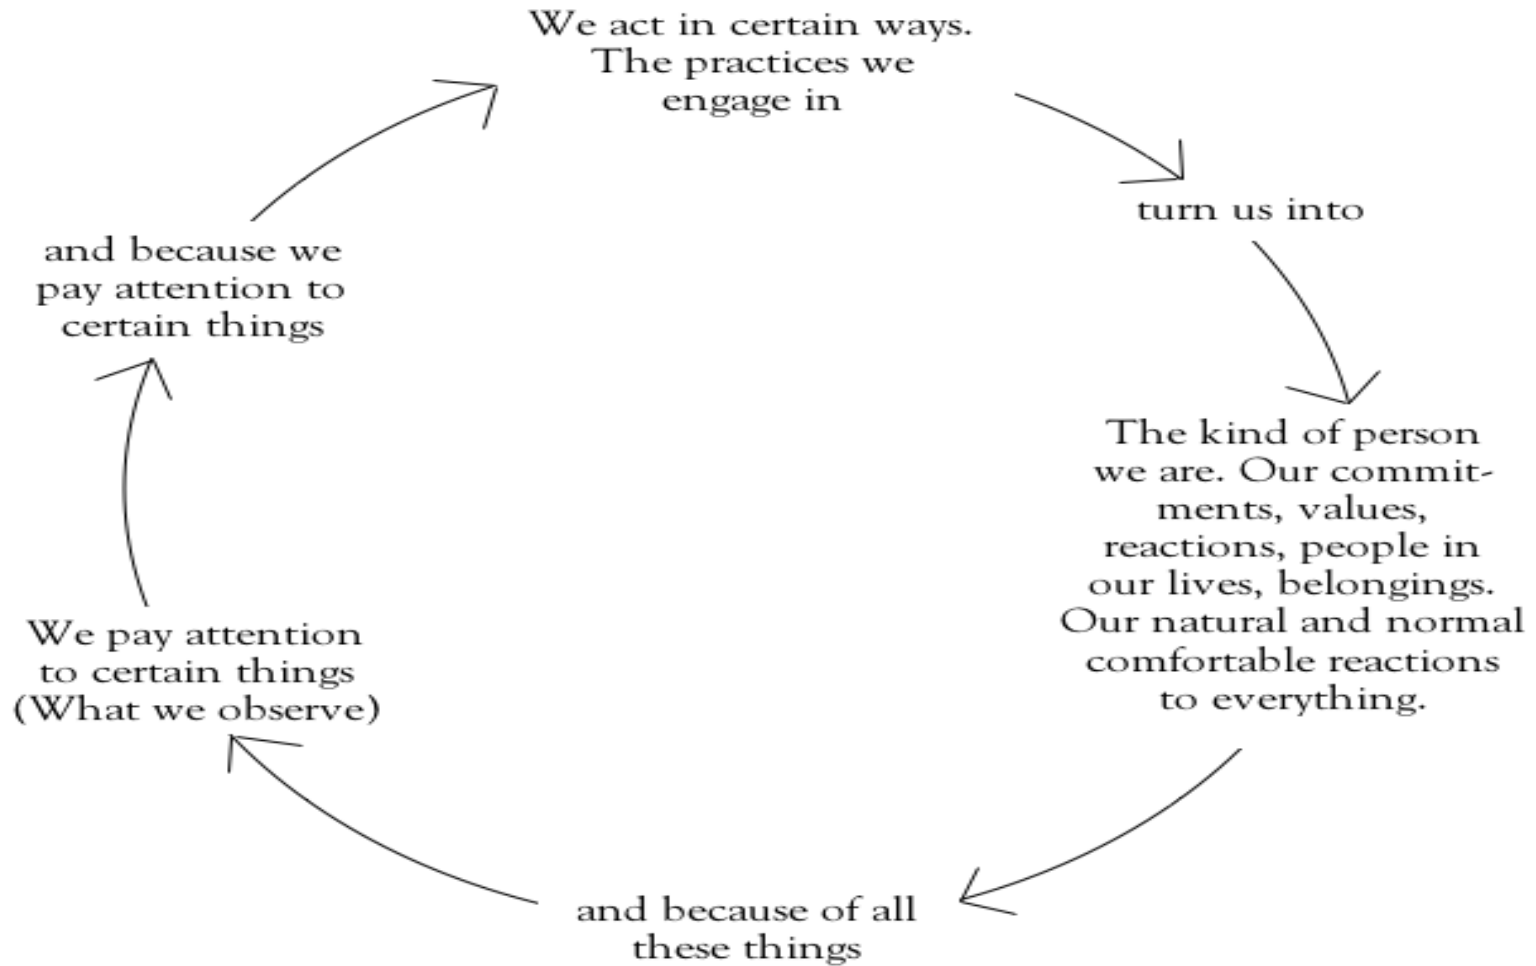 We act in certain ways.
The practices we
engage in
turn us into
The kind of person
we are. Our commit-
ments, values,
reactions, people in
our lives, belongings.
Our natural and normal
comfortable reactions
to everything.
and because of all
these things
We pay attention
to certain things
(What we observe)
and because we
pay attention to
certain things